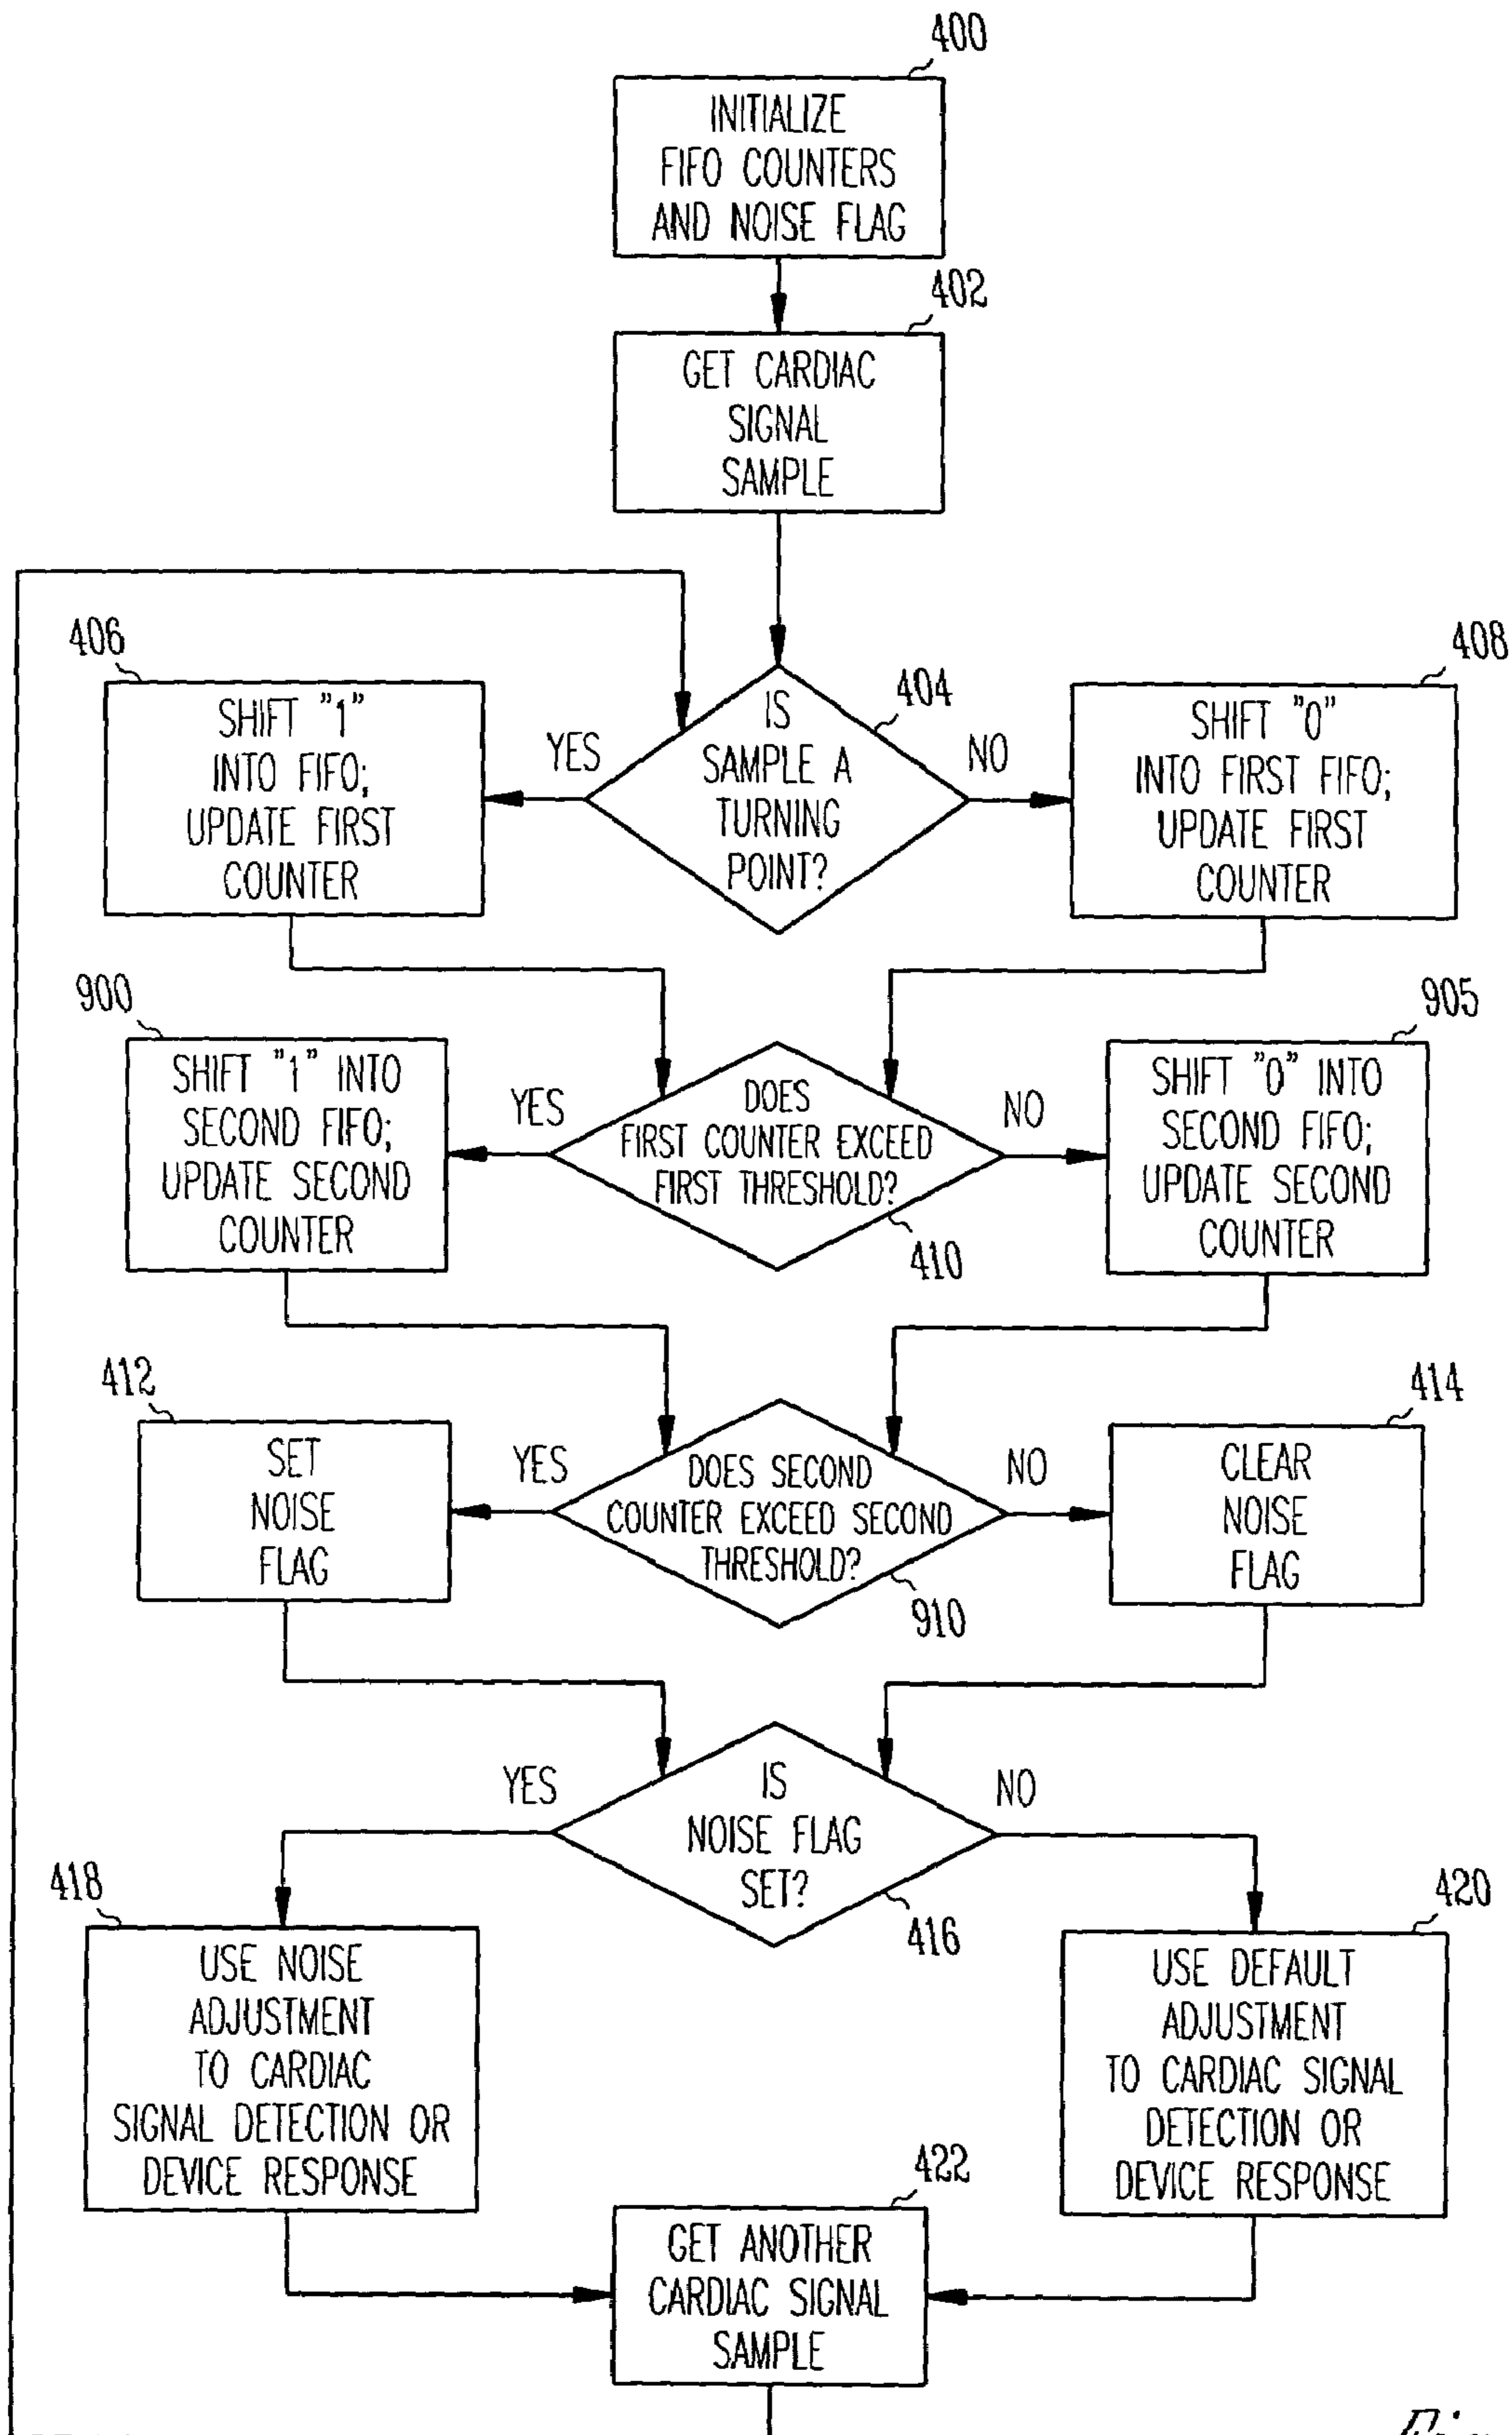 400
INITIALIZE
FIFO COUNTERS
AND NOISE FLAG
402
GET CARDIAC
SIGNAL
SAMPLE
406
SHIFT "1"
INTO FIFO;
UPDATE FIRST
COUNTER
YES
IS
SAMPLE A
TURNING
POINT?
404
NO
408
SHIFT "0"
INTO FIRST FIFO;
UPDATE FIRST
COUNTER
900
SHIFT "1" INTO
SECOND FIFO;
UPDATE SECOND
COUNTER
YES
DOES
FIRST COUNTER EXCEED
FIRST THRESHOLD?
410
NO
905
SHIFT "0" INTO
SECOND FIFO;
UPDATE SECOND
COUNTER
412
SET
NOISE
FLAG
YES
DOES SECOND
COUNTER EXCEED SECOND
THRESHOLD?
910
NO
414
CLEAR
NOISE
FLAG
YES
IS
NOISE FLAG
SET?
416
NO
418
USE NOISE
ADJUSTMENT
TO CARDIAC
SIGNAL DETECTION OR
DEVICE RESPONSE
420
USE DEFAULT
ADJUSTMENT
TO CARDIAC SIGNAL
DETECTION OR
DEVICE RESPONSE
422
GET ANOTHER
CARDIAC SIGNAL
SAMPLE